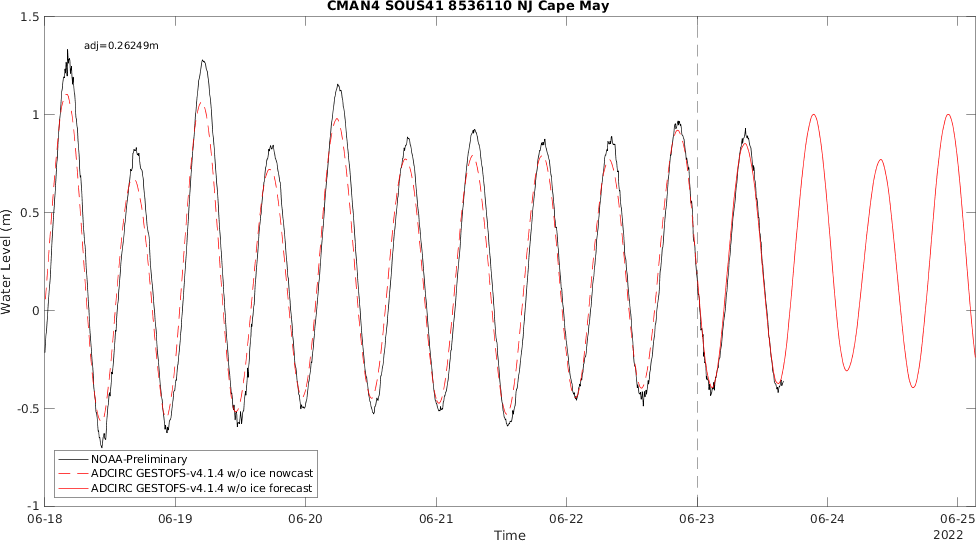 CMAN4 SOUS41 8536110 NJ Cape May
1.5
adj=0.26249m
1
0.5
0
-0.5
-1
Water Level (m)
NOAA-Preliminary
ADCIRC GESTOFS-v4.1.4 w/o ice nowcast
ADCIRC GESTOFS-v4.1.4 w/o ice forecast
06-18 06-19 06-20 06-21 06-22 06-23 06-24 06-25
Time
2022